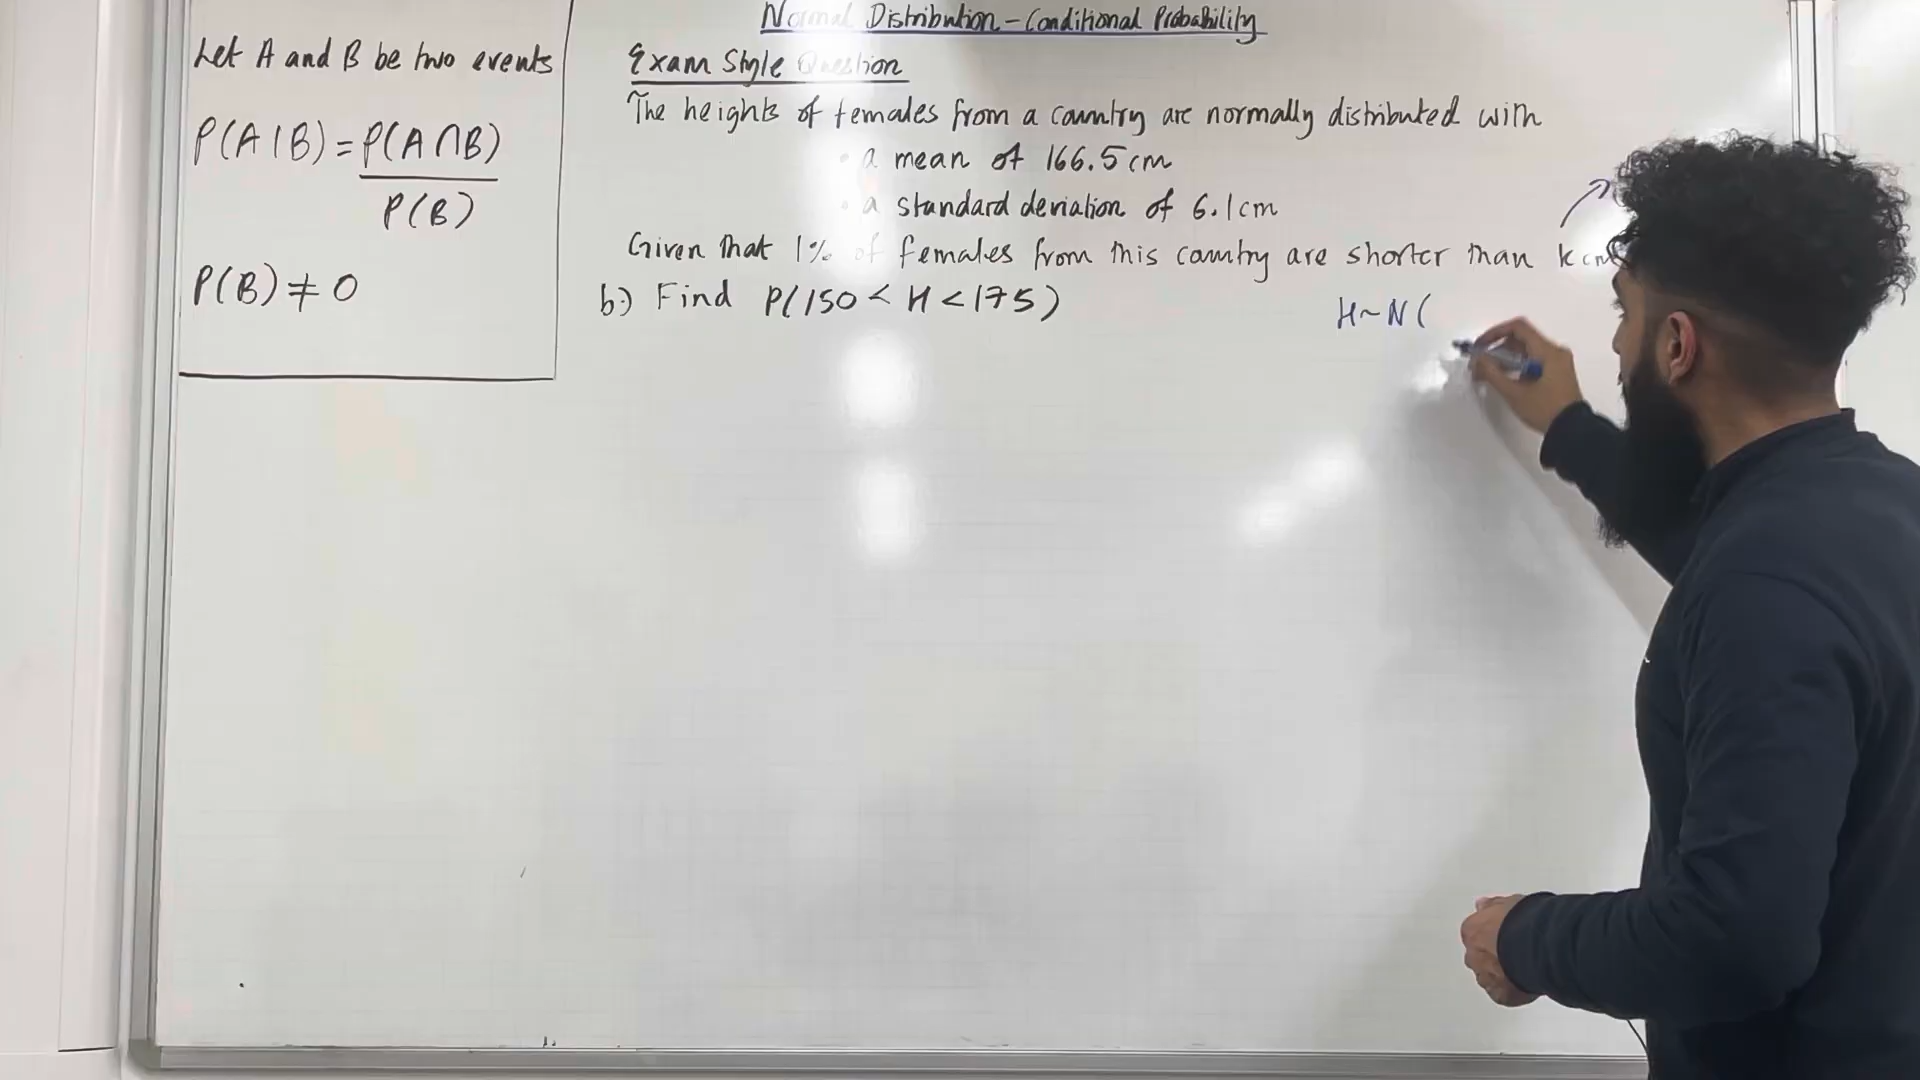 Normal Distribution - Conditional Probability
Let A and B be two events
P(A|B) = P(A∩B)
P(B)
P(B) ≠ 0
Exam Style Question
The heights of females from a country are normally distributed with
• a mean of 166.5cm
• a standard deviation of 6.1cm
Given that 1% of females from this country are shorter than k cm
b.) Find P(150 < H < 175)
H~N(